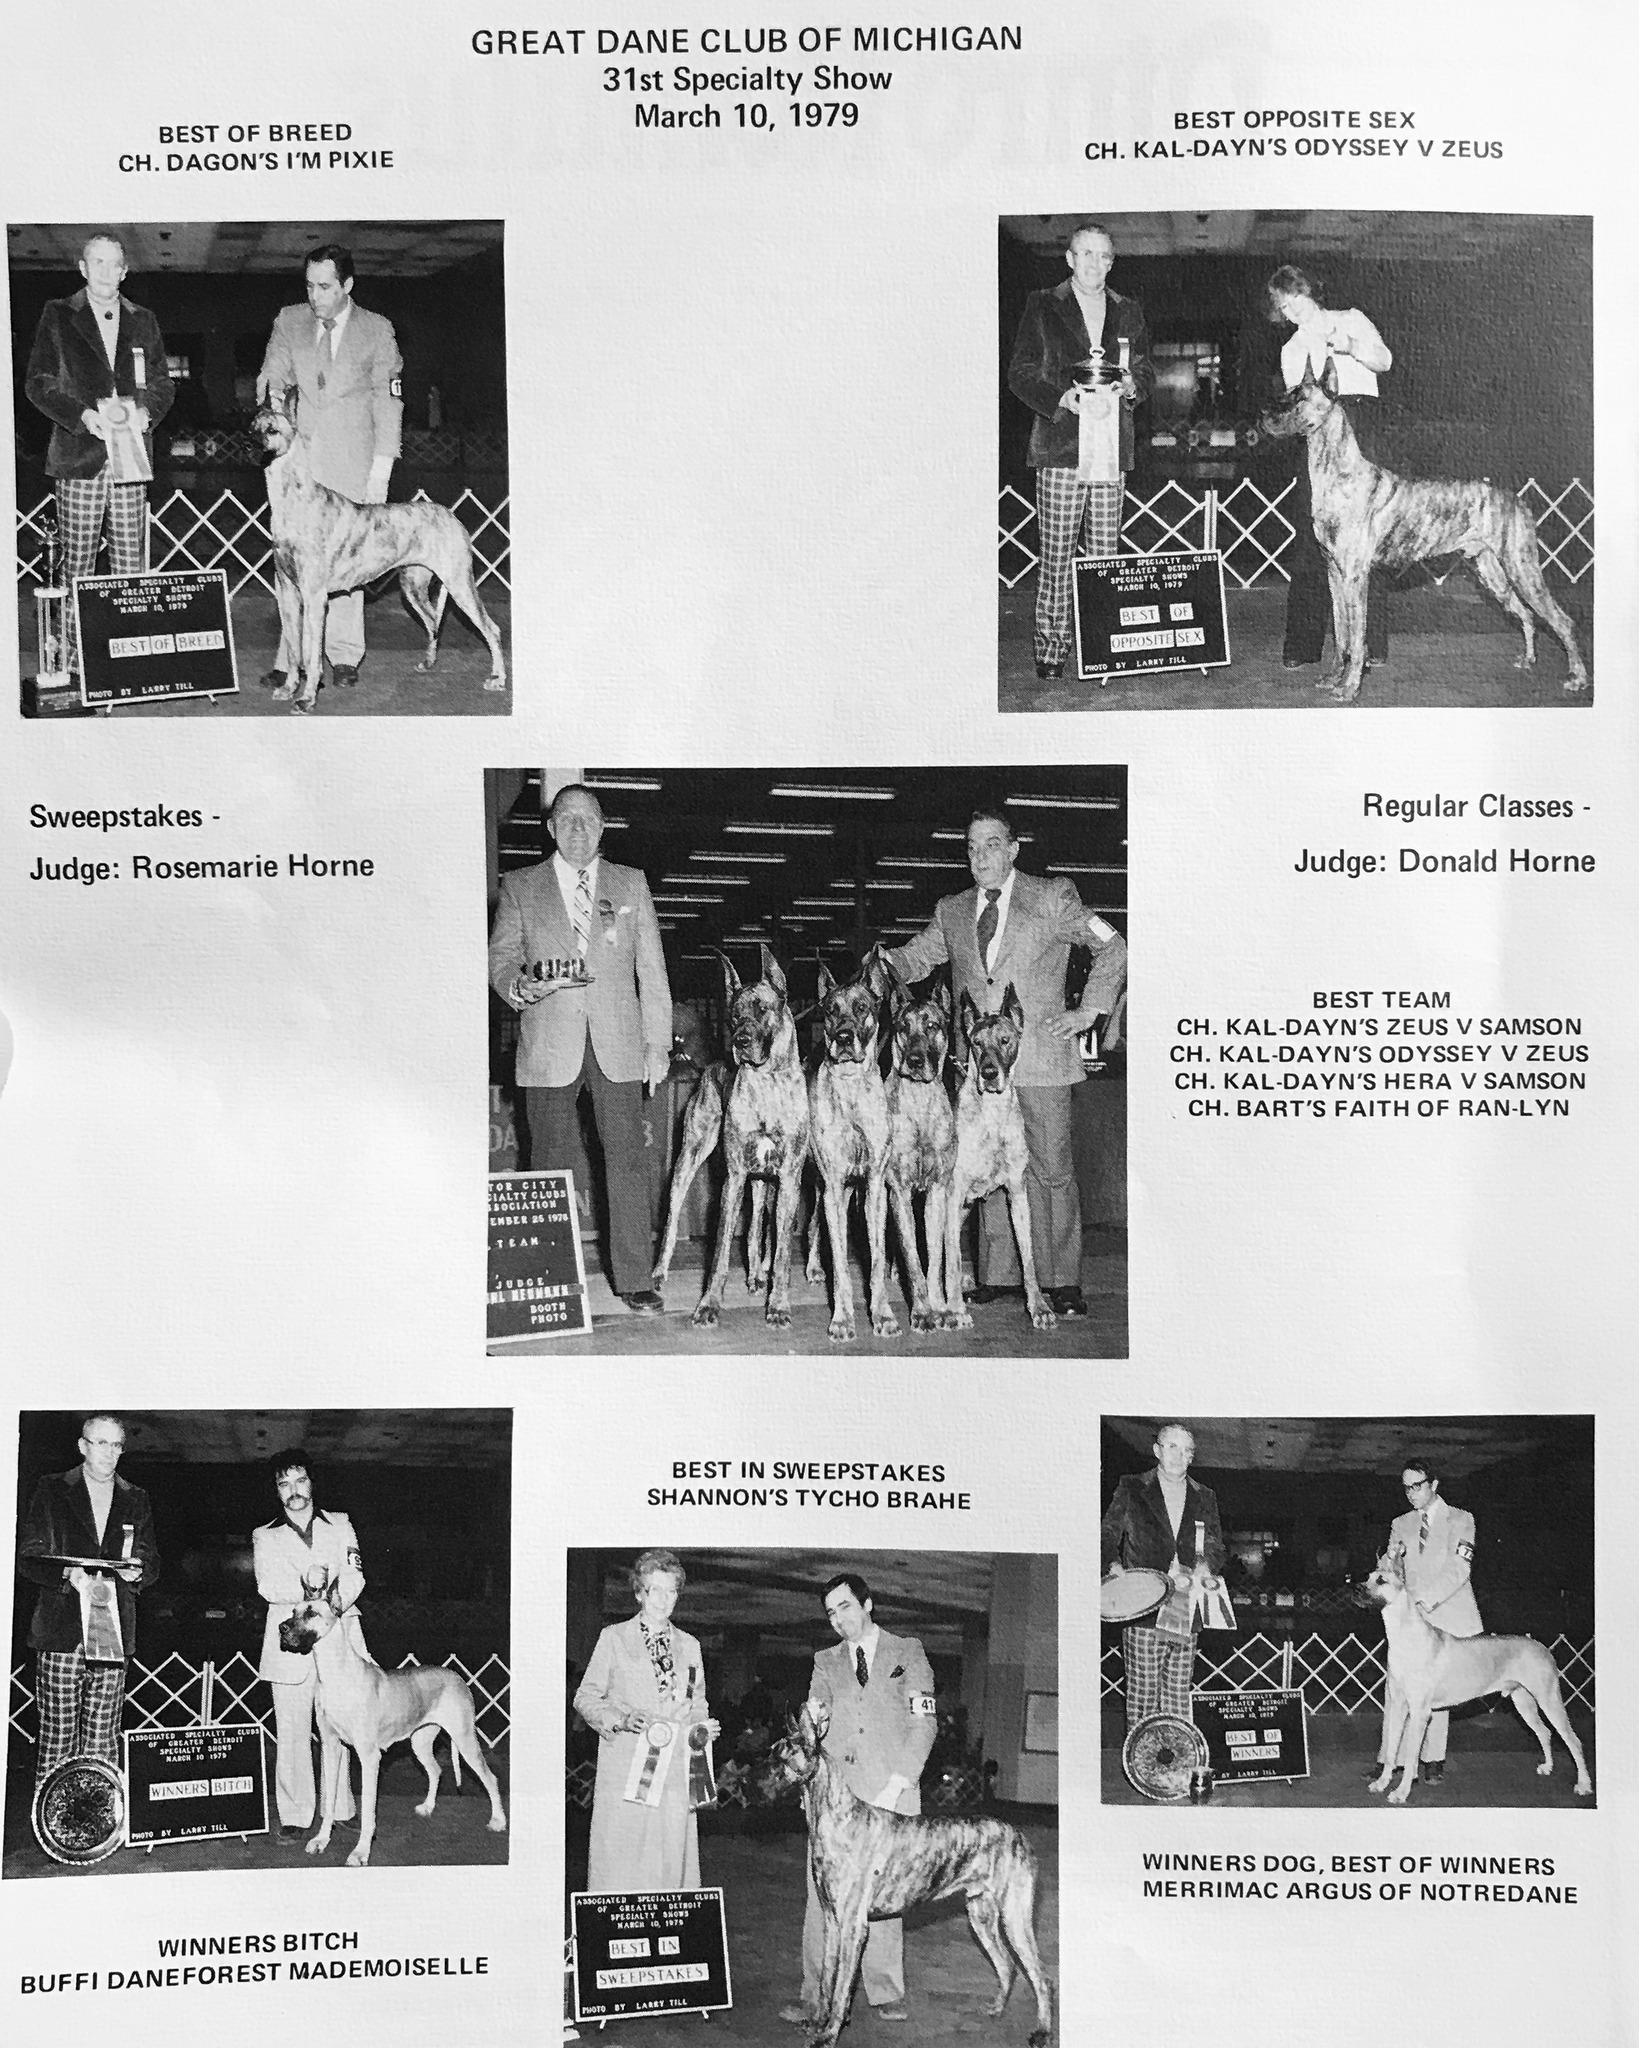 GREAT DANE CLUB OF MICHIGAN
31st Specialty Show
March 10, 1979
BEST OF BREED
CH. DAGON'S I'M PIXIE
BEST OPPOSITE SEX
CH. KAL-DAYN'S ODYSSEY V ZEUS
ASSOCIATED SPECIALTY CLUBS
OF GREATER DETROIT
SPECIALTY SHOWS
MARCH 10, 1979
BEST OF BREED
PHOTO BY LARRY TILL
ASSOCIATED SPECIALTY CLUBS
OF GREATER DETROIT
SPECIALTY SHOWS
MARCH 10, 1979
BEST OF
OPPOSITE SEX
PHOTO BY LARRY TILL
Sweepstakes -
Judge: Rosemarie Horne
Regular Classes -
Judge: Donald Horne
BEST TEAM
CH. KAL-DAYN'S ZEUS V SAMSON
CH. KAL-DAYN'S ODYSSEY V ZEUS
CH. KAL-DAYN'S HERA V SAMSON
CH. BART'S FAITH OF RAN-LYN
TOR CITY
CIALTY CLUBS
SOCIATION
EMBER 25 1978
TEAM
JUDGE
NEUMANN
BOOTH
PHOTO
BEST IN SWEEPSTAKES
SHANNON'S TYCHO BRAHE
ASSOCIATED SPECIALTY CLUBS
OF GREATER DETROIT
SPECIALTY SHOWS
MARCH 10 1979
WINNERS BITCH
PHOTO BY LARRY TILL
WINNERS BITCH
BUFFI DANEFOREST MADEMOISELLE
41
ASSOCIATED SPECIALTY CLUBS
OF GREATER DETROIT
SPECIALTY SHOWS
MARCH 10, 1979
BEST IN
SWEEPSTAKES
PHOTO BY LARRY TILL
ASSOCIATED SPECIALTY CLUBS
OF GREATER DETROIT
SPECIALTY SHOWS
MARCH 10, 1979
BEST OF
WINNERS
BY LARRY TILL
WINNERS DOG, BEST OF WINNERS
MERRIMAC ARGUS OF NOTREDANE